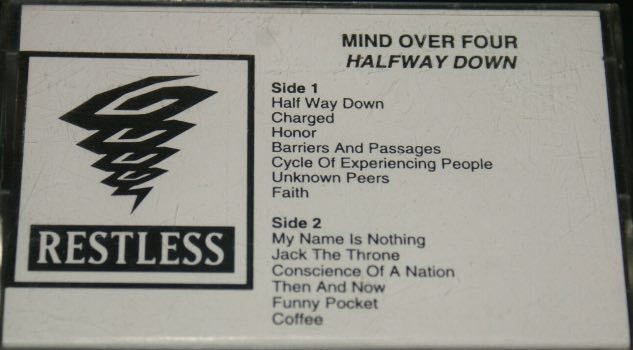 MIND OVER FOUR
HALFWAY DOWN
Side 1
Half Way Down
Charged
Honor
Barriers And Passages
Cycle Of Experiencing People
Unknown Peers
Faith
Side 2
My Name Is Nothing
Jack The Throne
Conscience Of A Nation
Then And Now
Funny Pocket
Coffee
RESTLESS